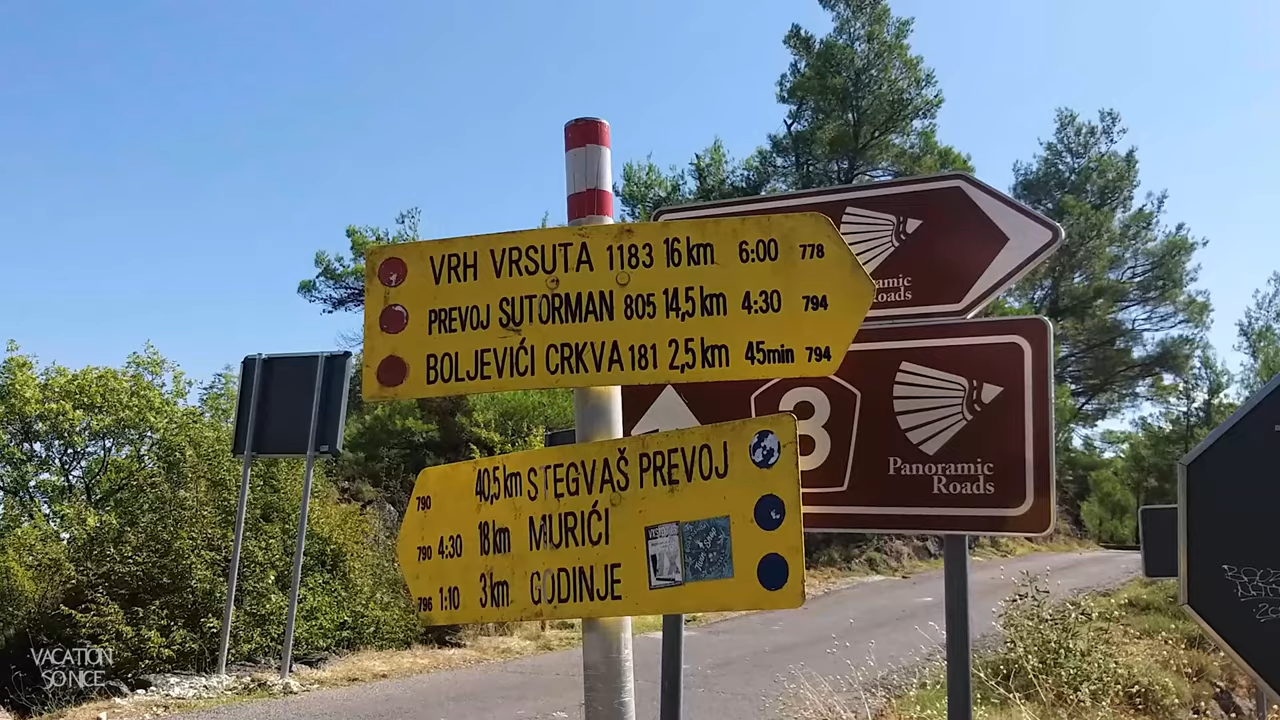 VRH VRSUTA 1183 16 km 6:00 778
PREVOJ SUTORMAN 805 14,5 km 4:30 794
BOLJEVIĆI CRKVA 181 2,5 km 45min 794
Roads
8
Panoramic
Roads
790 40,5 km STEGVAŠ PREVOJ
790 4:30 18 km MURIĆI
796 1:10 3 km GODINJE
VACATION
SO NICE